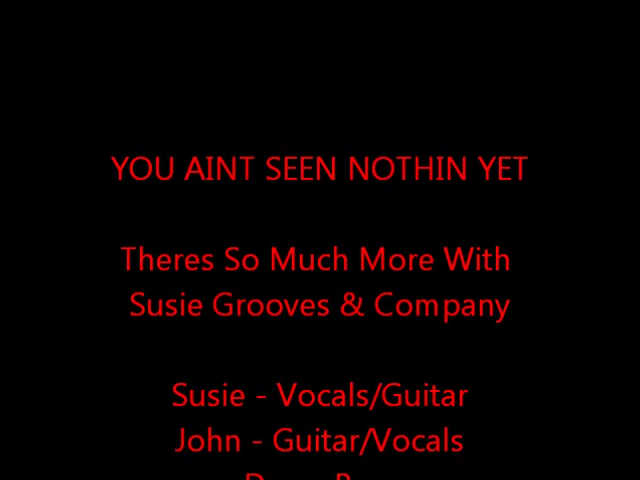 YOU AINT SEEN NOTHIN YET
Theres So Much More With
Susie Grooves & Company
Susie - Vocals/Guitar
John - Guitar/Vocals